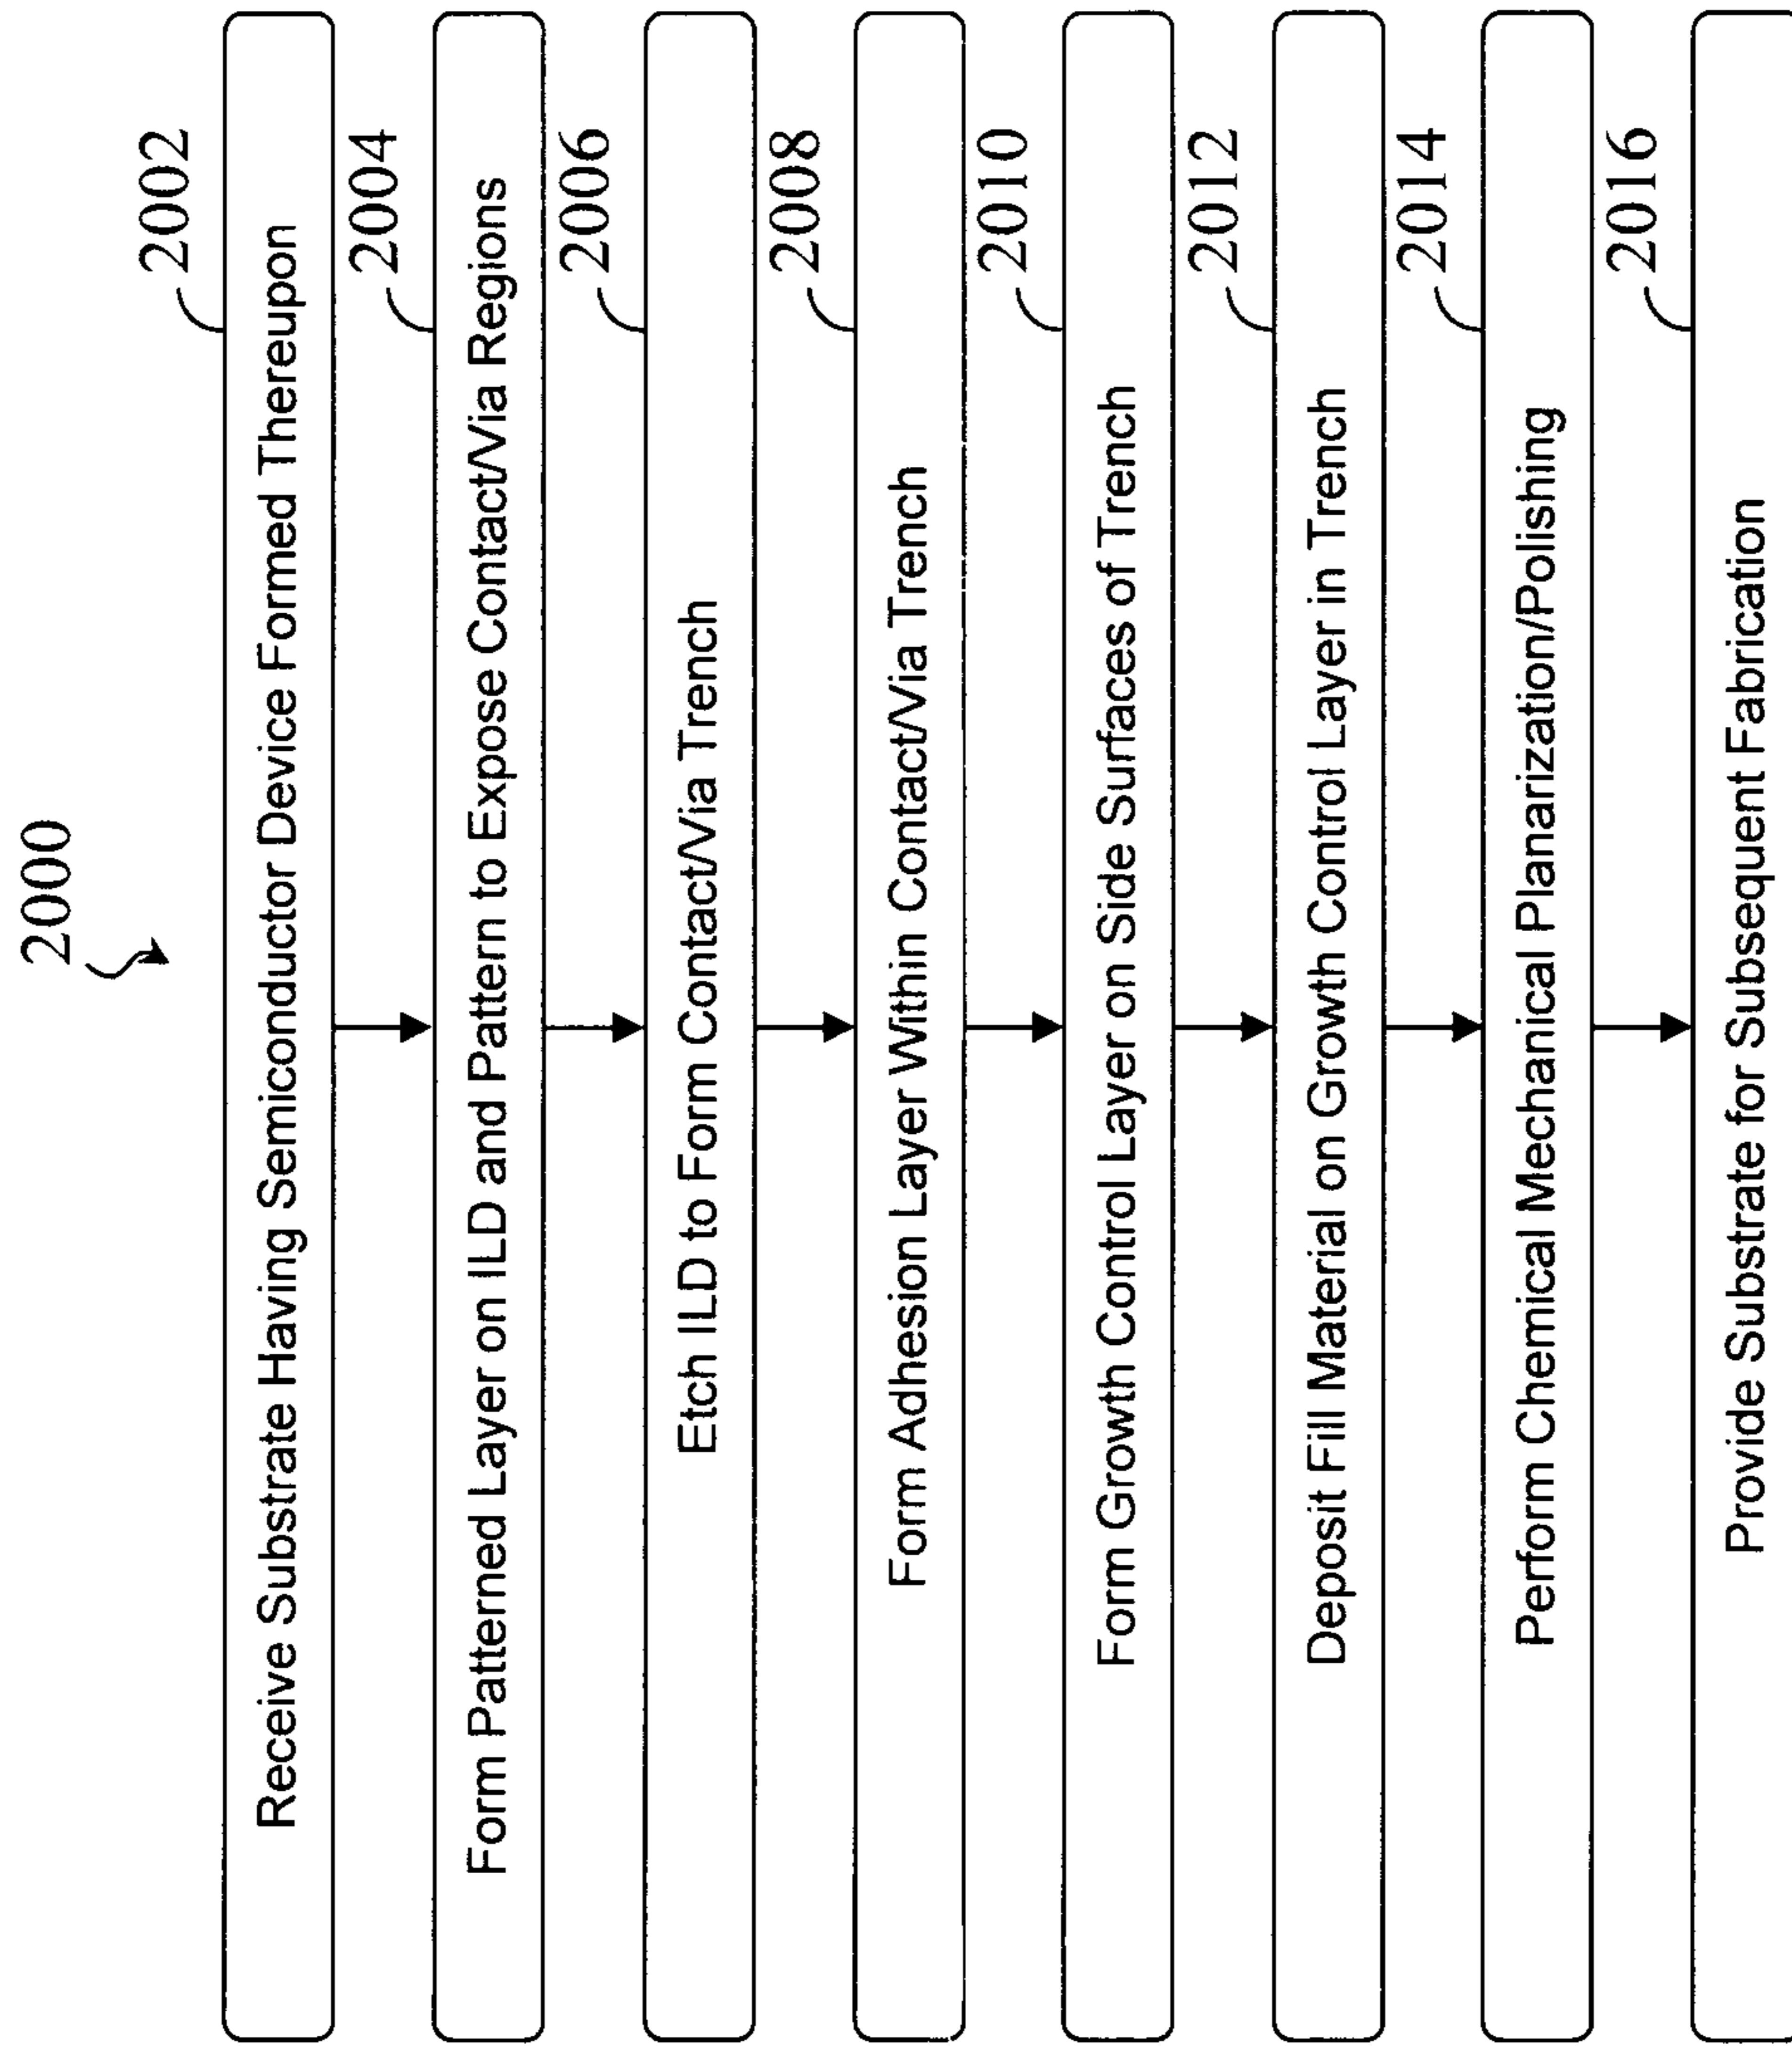 2000
2002
Receive Substrate Having Semiconductor Device Formed Thereupon
2004
Form Patterned Layer on ILD and Pattern to Expose Contact/Via Regions
2006
Etch ILD to Form Contact/Via Trench
2008
Form Adhesion Layer Within Contact/Via Trench
2010
Form Growth Control Layer on Side Surfaces of Trench
2012
Deposit Fill Material on Growth Control Layer in Trench
2014
Perform Chemical Mechanical Planarization/Polishing
2016
Provide Substrate for Subsequent Fabrication